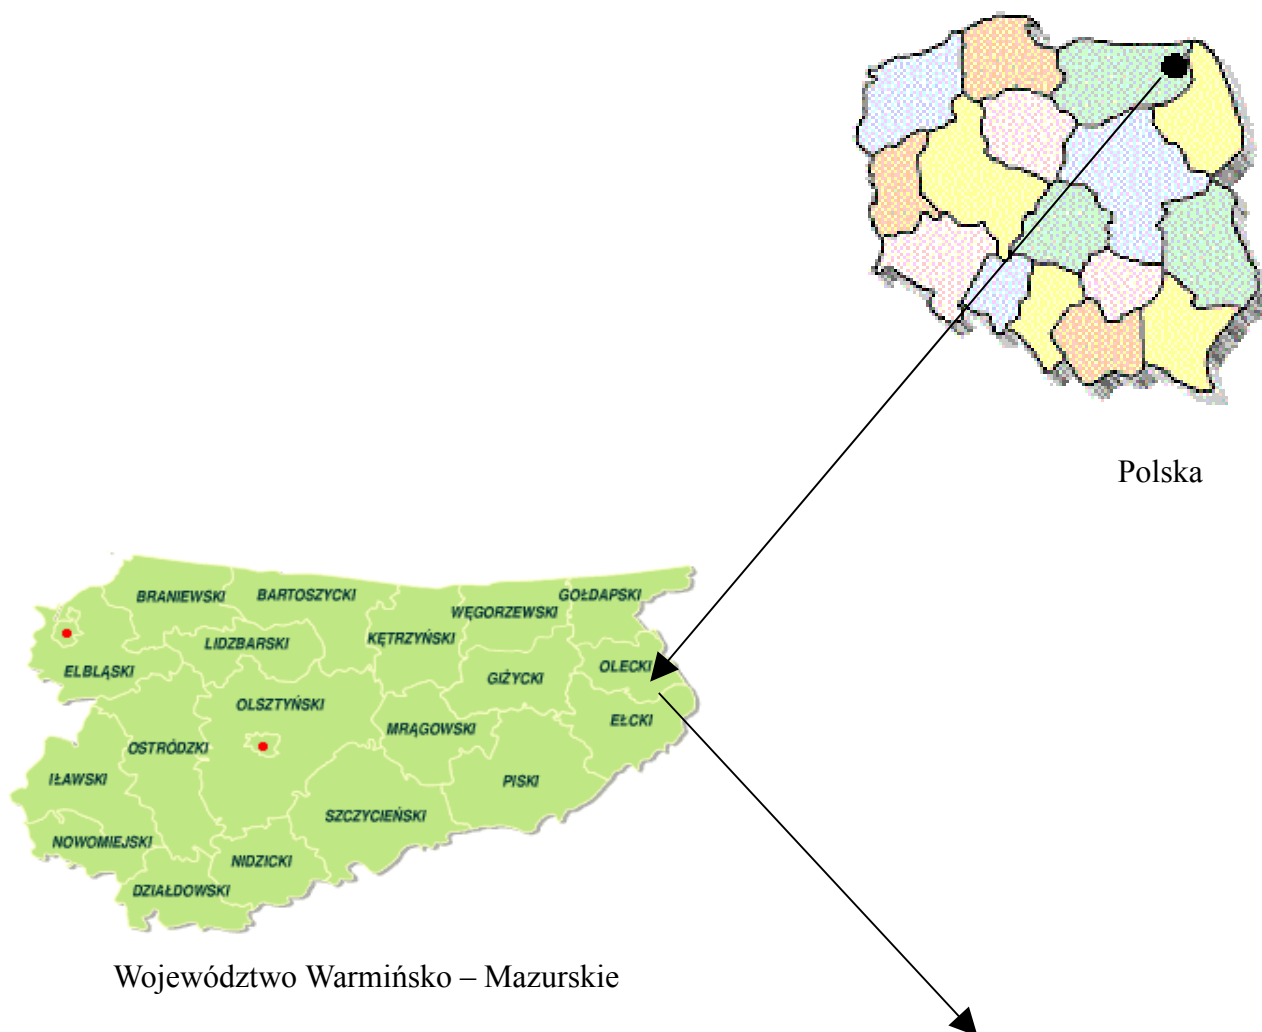 Polska
BRANIEWSKI
BARTOSZYCKI
GOŁDAPSKI
WĘGORZEWSKI
KĘTRZYŃSKI
LIDZBARSKI
ELBLĄSKI
OLECKI
GIŻYCKI
OLSZTYŃSKI
EŁCKI
MRĄGOWSKI
OSTRÓDZKI
IŁAWSKI
PISKI
SZCZYCIEŃSKI
NOWOMIEJSKI
NIDZICKI
DZIAŁDOWSKI
Województwo Warmińsko – Mazurskie